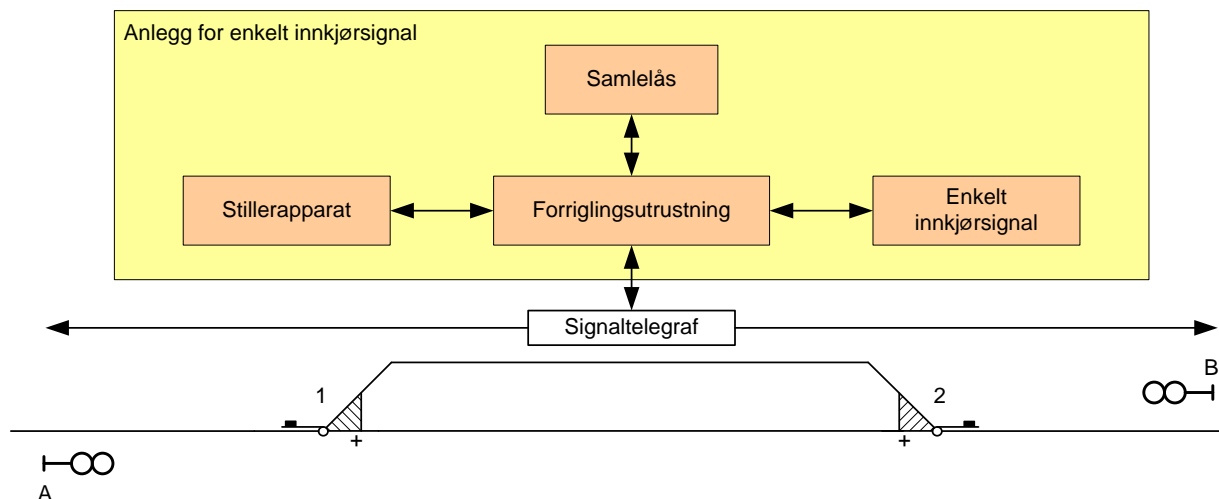 Anlegg for enkelt innkjørsignal
Samlelås
Stillerapparat
Forriglingsutrustning
Enkelt
innkjørsignal
Signaltelegraf
B
1
2
+
+
A